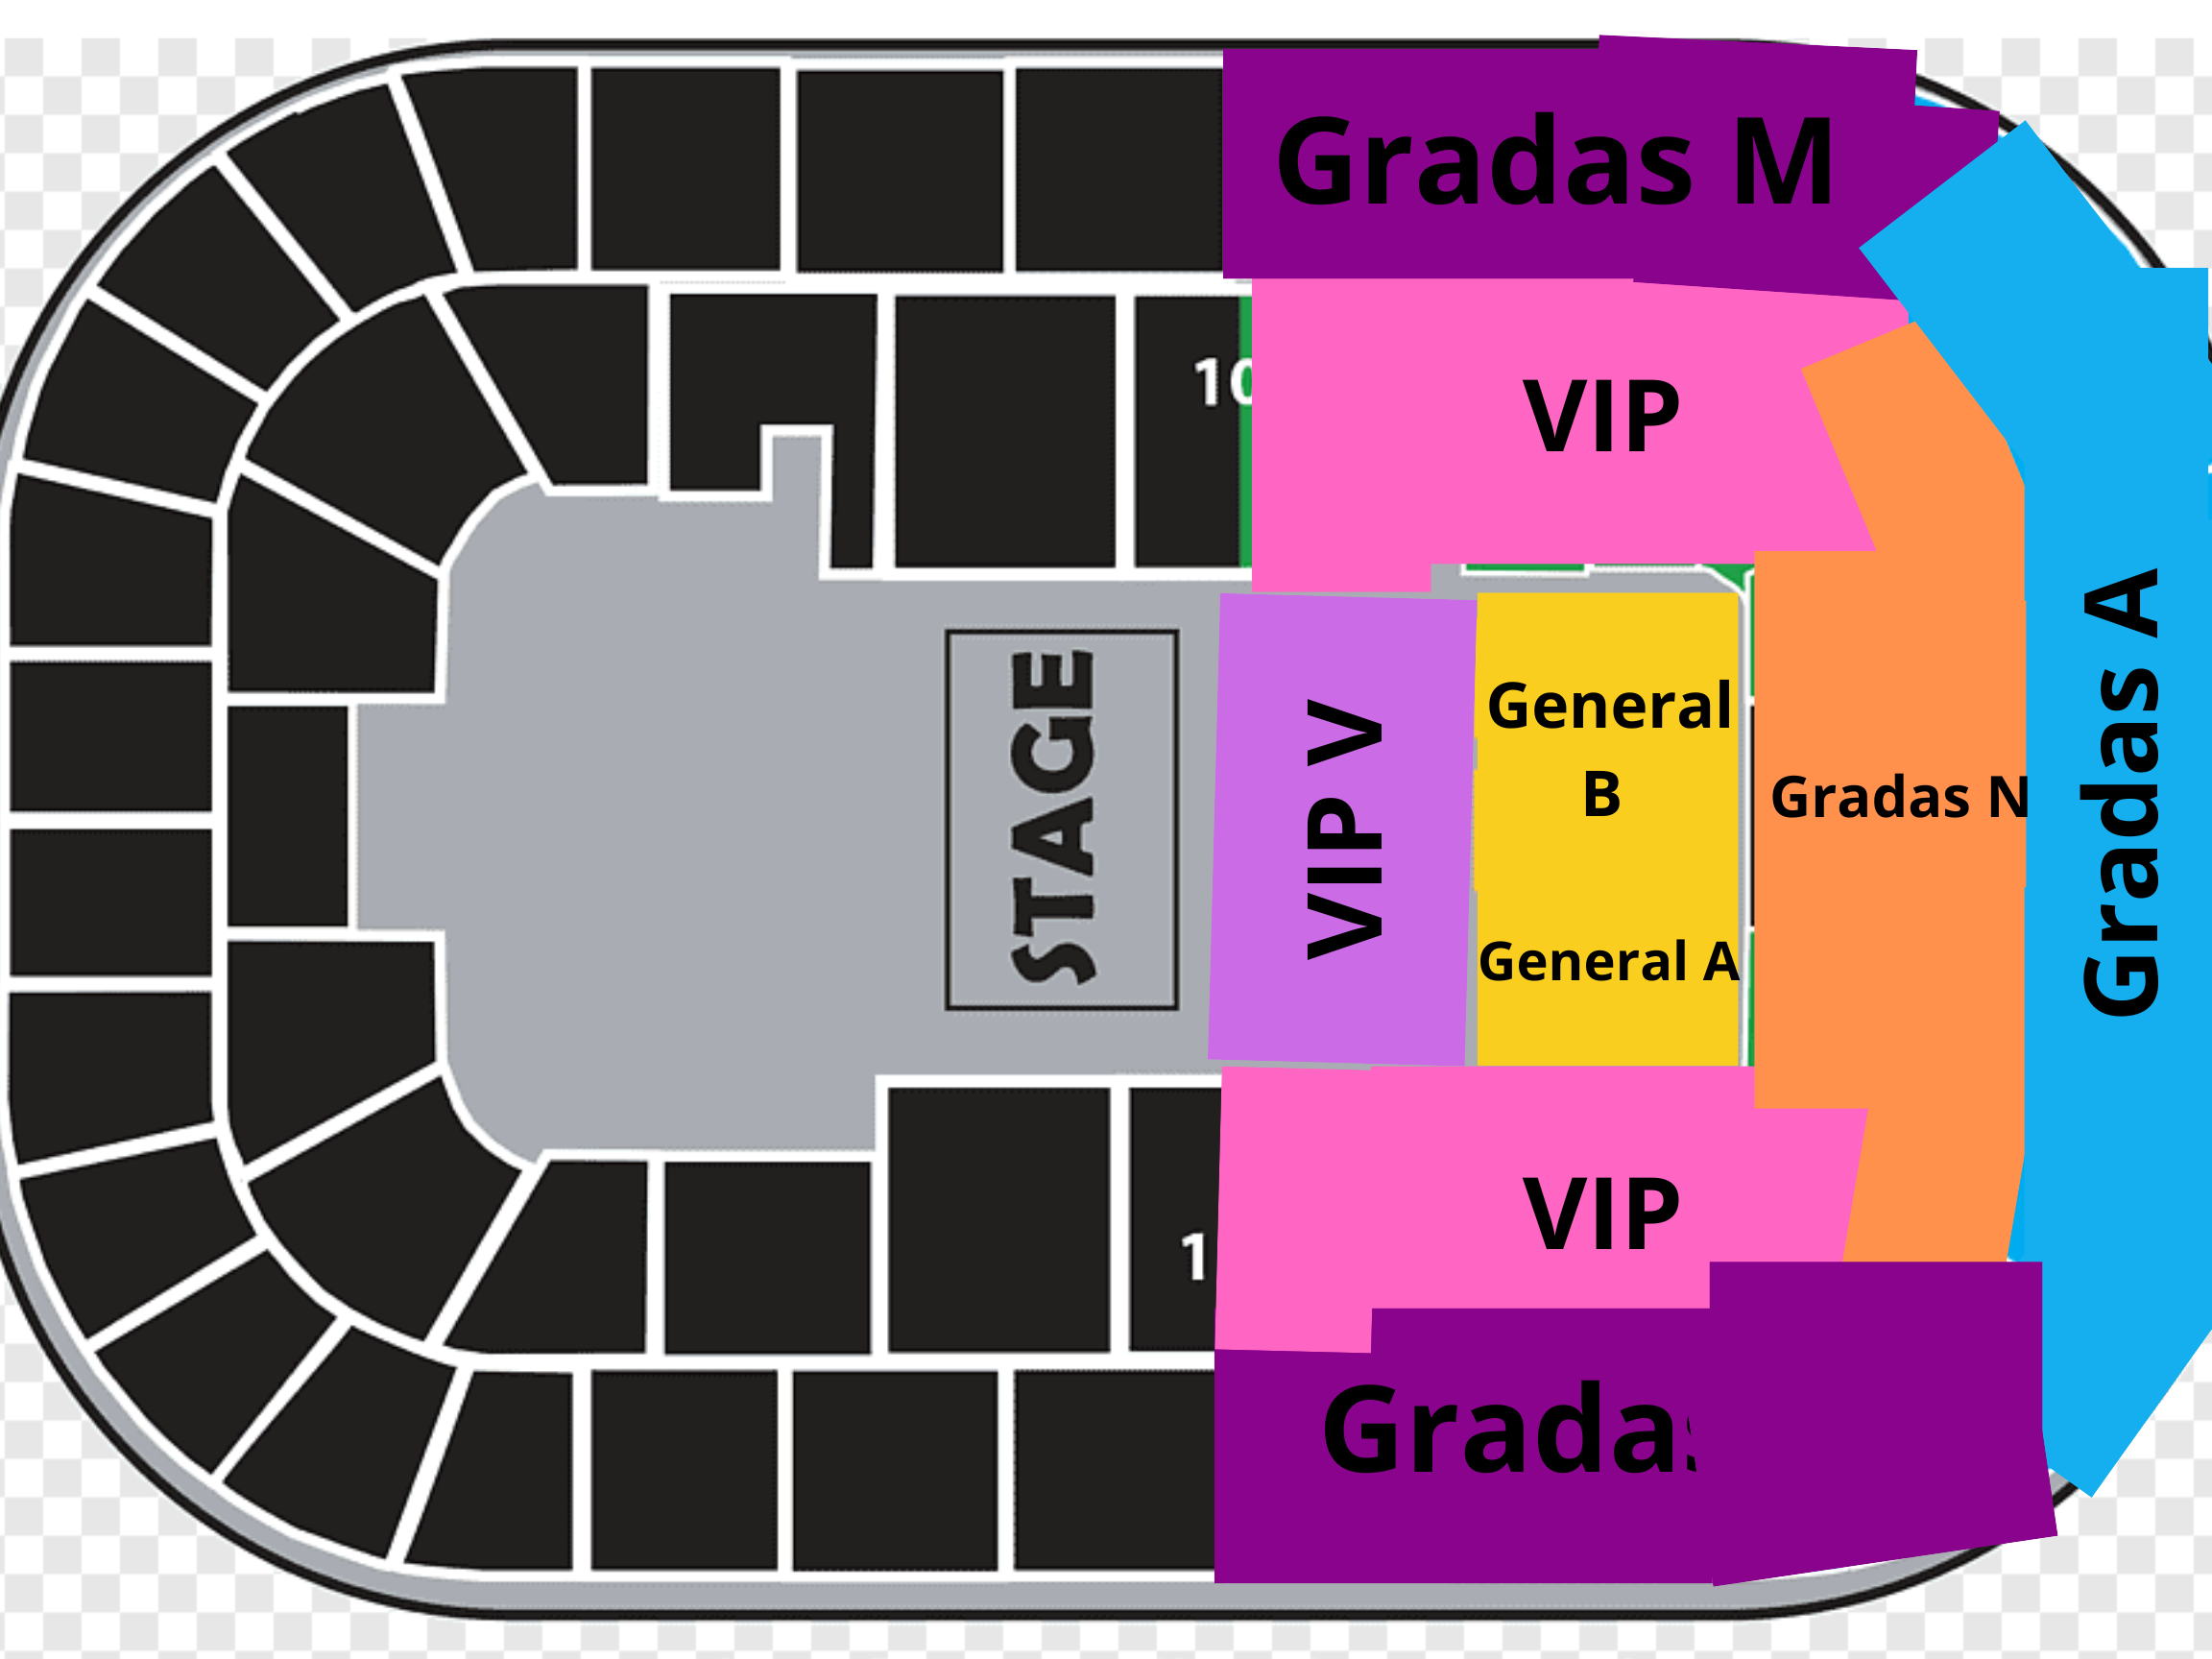 Gradas M
10
VIP
STAGE
VIP V
General
B
General A
Gradas N
Gradas A
1
VIP
Gradas